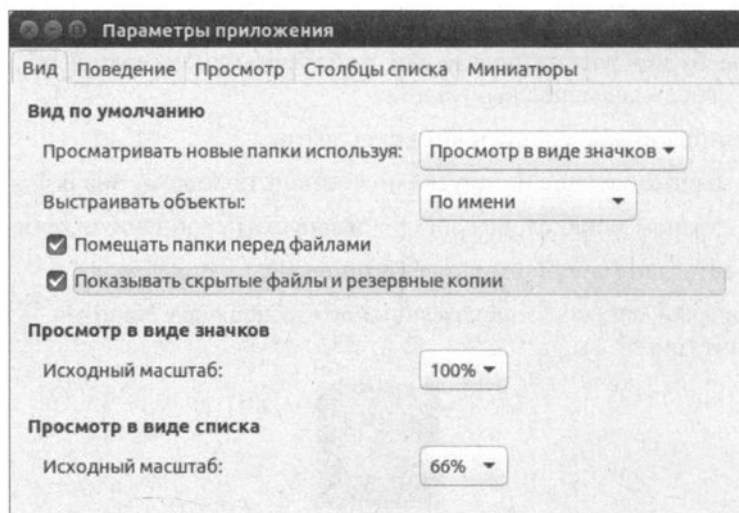 Параметры приложения
Вид Поведение Просмотр Столбцы списка Миниатюры
Вид по умолчанию
Просматривать новые папки используя: Просмотр в виде значков
Выстраивать объекты: По имени
Помещать папки перед файлами
Показывать скрытые файлы и резервные копии
Просмотр в виде значков
Исходный масштаб: 100%
Просмотр в виде списка
Исходный масштаб: 66%